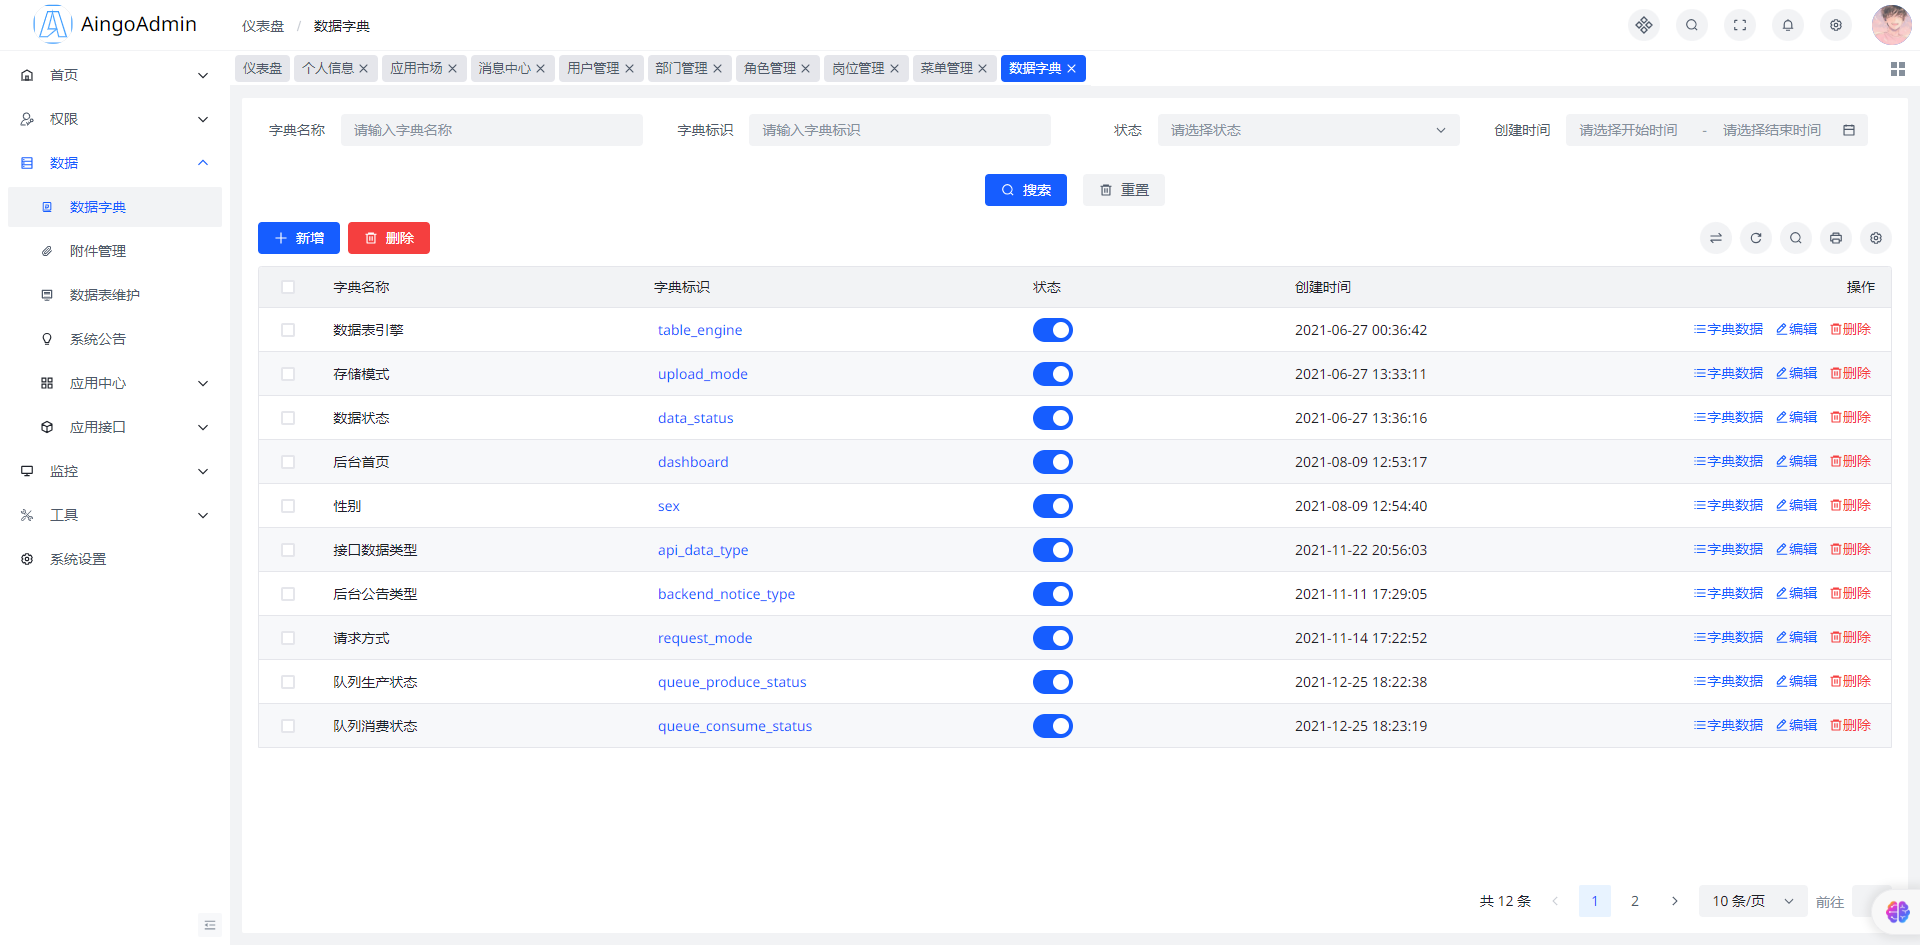 AingoAdmin
仪表盘 / 数据字典
首页
权限
数据
数据字典
附件管理
数据表维护
系统公告
应用中心
应用接口
监控
工具
系统设置
仪表盘 个人信息 应用市场 消息中心 用户管理 部门管理 角色管理 岗位管理 菜单管理 数据字典
字典名称 请输入字典名称 字典标识 请输入字典标识 状态 请选择状态 创建时间 请选择开始时间 - 请选择结束时间
搜索 重置
新增 删除
字典名称 字典标识 状态 创建时间 操作
数据表引擎 table_engine 2021-06-27 00:36:42 字典数据 编辑 删除
存储模式 upload_mode 2021-06-27 13:33:11 字典数据 编辑 删除
数据状态 data_status 2021-06-27 13:36:16 字典数据 编辑 删除
后台首页 dashboard 2021-08-09 12:53:17 字典数据 编辑 删除
性别 sex 2021-08-09 12:54:40 字典数据 编辑 删除
接口数据类型 api_data_type 2021-11-22 20:56:03 字典数据 编辑 删除
后台公告类型 backend_notice_type 2021-11-11 17:29:05 字典数据 编辑 删除
请求方式 request_mode 2021-11-14 17:22:52 字典数据 编辑 删除
队列生产状态 queue_produce_status 2021-12-25 18:22:38 字典数据 编辑 删除
队列消费状态 queue_consume_status 2021-12-25 18:23:19 字典数据 编辑 删除
共 12 条 1 2 10 条/页 前往